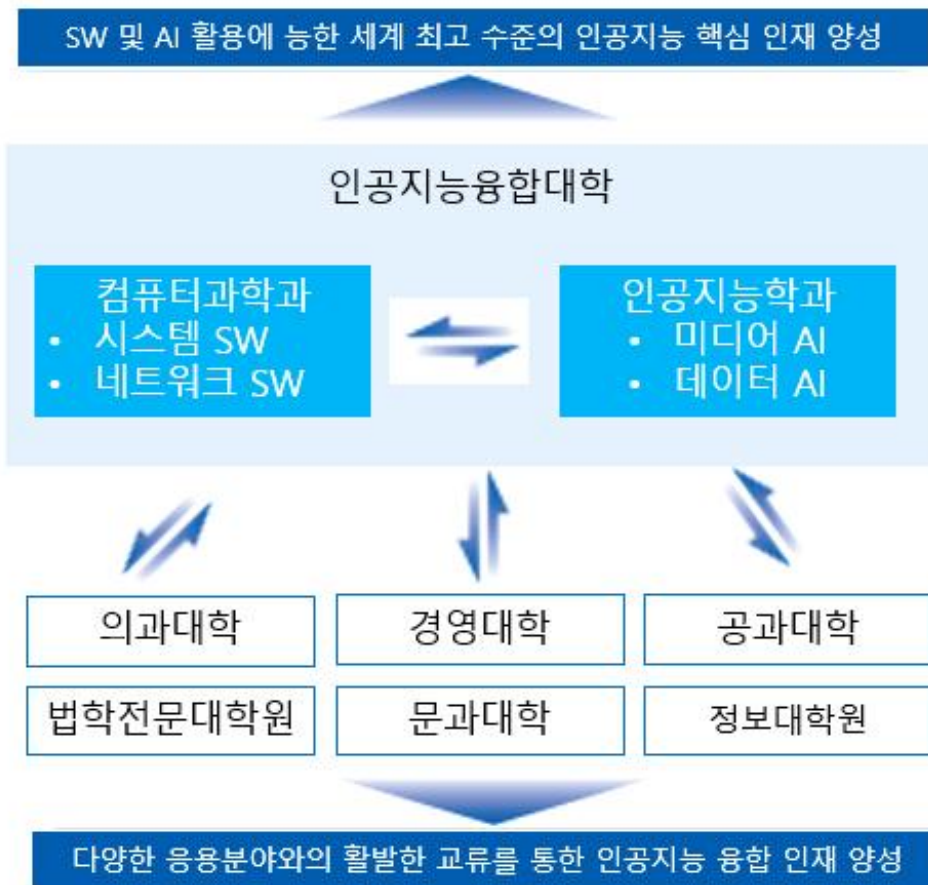 SW 및 AI 활용에 능한 세계 최고 수준의 인공지능 핵심 인재 양성
인공지능융합대학
컴퓨터과학과
• 시스템 SW
• 네트워크 SW
인공지능학과
• 미디어 AI
• 데이터 AI
의과대학
경영대학
공과대학
법학전문대학원
문과대학
정보대학원
다양한 응용분야와의 활발한 교류를 통한 인공지능 융합 인재 양성